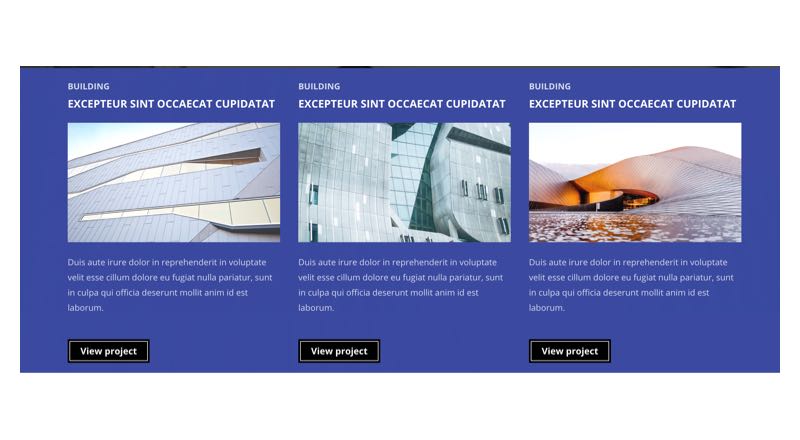 BUILDING
EXCEPTEUR SINT OCCAECAT CUPIDATAT
Duis aute irure dolor in reprehenderit in voluptate
velit esse cillum dolore eu fugiat nulla pariatur, sunt
in culpa qui officia deserunt mollit anim id est
laborum.
View project
BUILDING
EXCEPTEUR SINT OCCAECAT CUPIDATAT
Duis aute irure dolor in reprehenderit in voluptate
velit esse cillum dolore eu fugiat nulla pariatur, sunt
in culpa qui officia deserunt mollit anim id est
laborum.
View project
BUILDING
EXCEPTEUR SINT OCCAECAT CUPIDATAT
Duis aute irure dolor in reprehenderit in voluptate
velit esse cillum dolore eu fugiat nulla pariatur, sunt
in culpa qui officia deserunt mollit anim id est
laborum.
View project